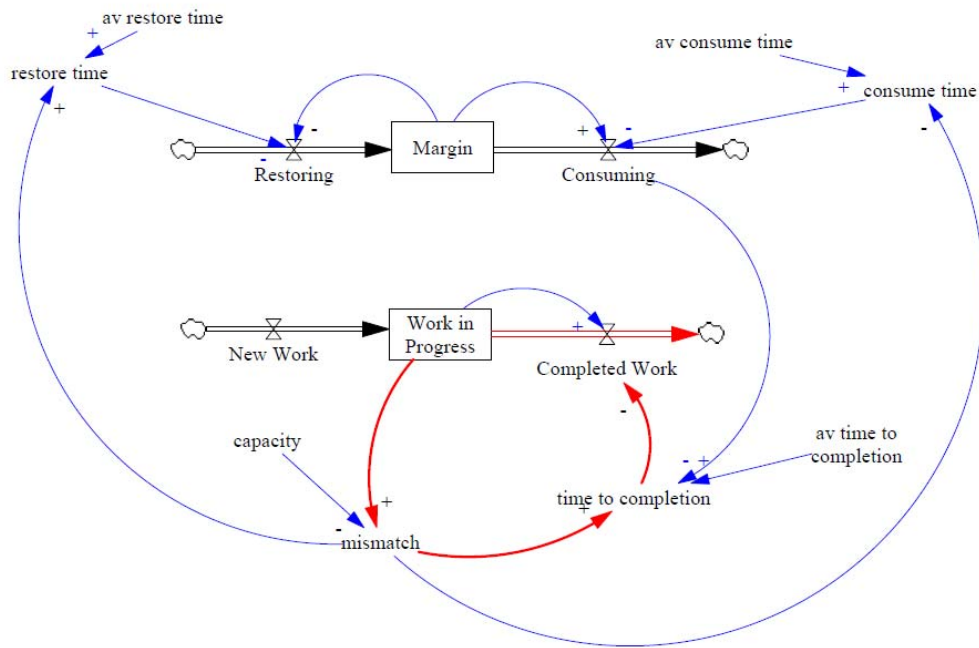 av restore time
+
restore time
+
av consume time
+
consume time
-
-
+
-
-
Margin
Restoring
Consuming
Work in
Progress
+
New Work
Completed Work
-
capacity
av time to
completion
- +
time to completion
+
+
-
mismatch